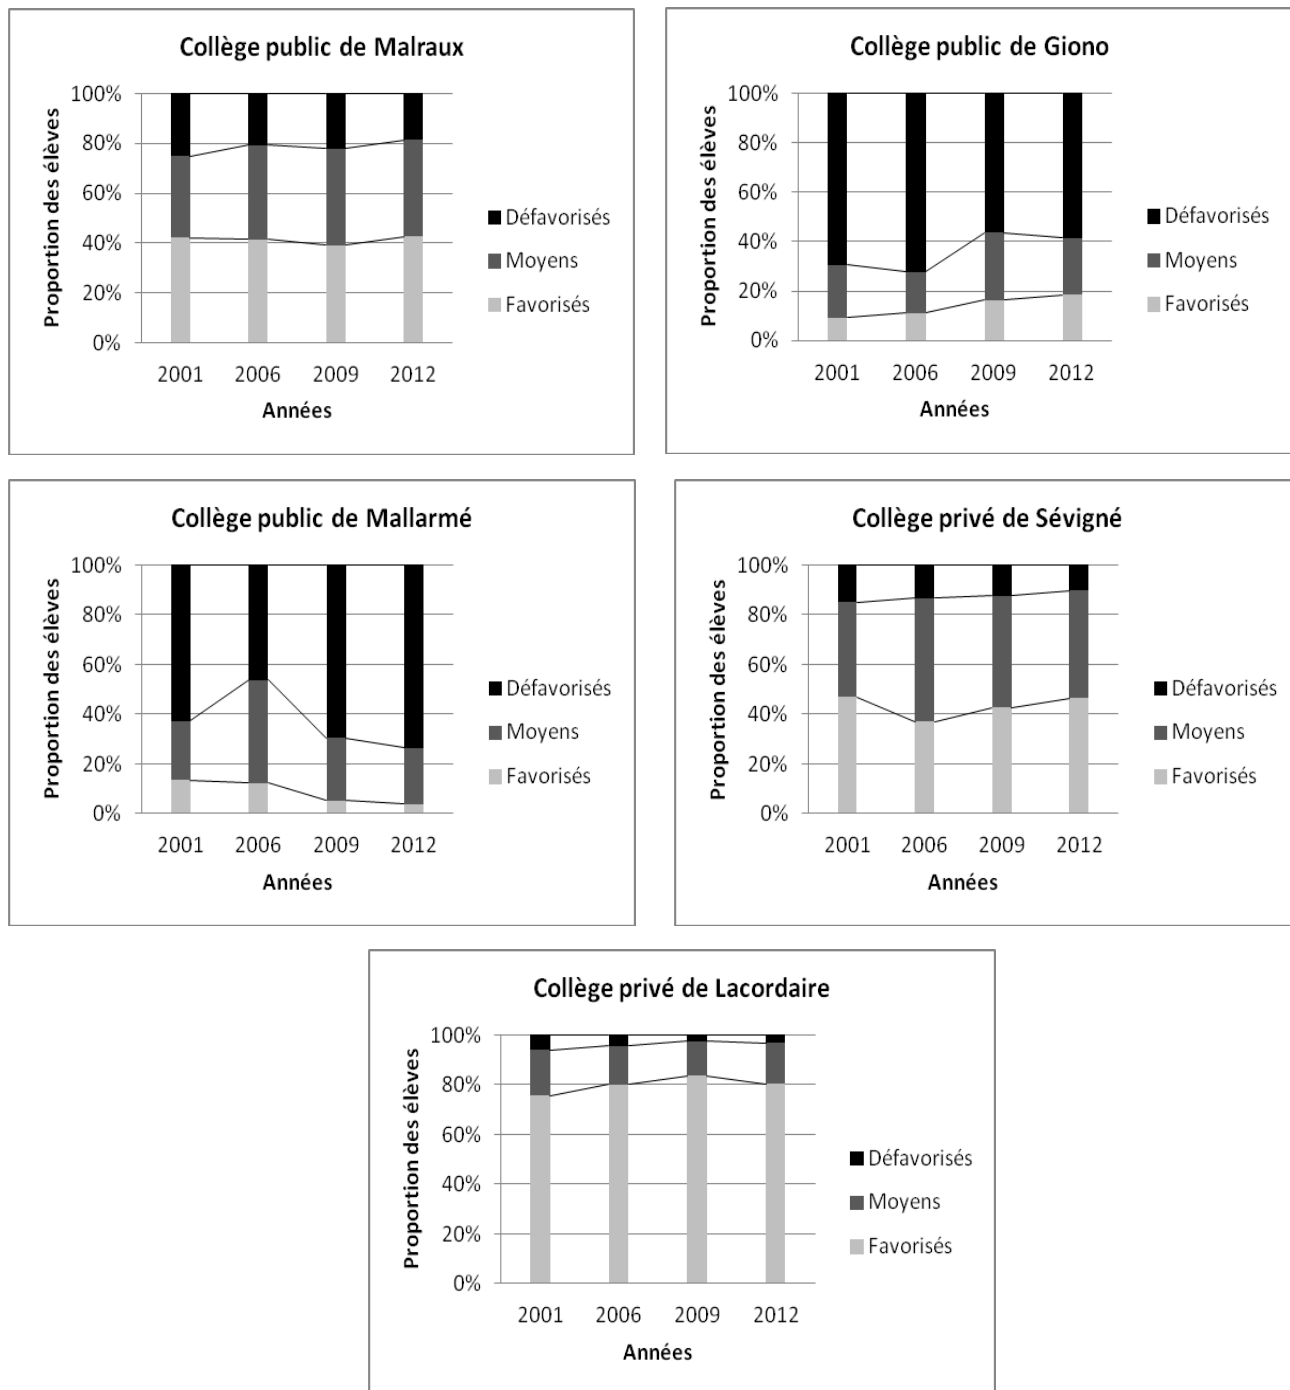 Collège public de Malraux
Proportion des élèves
100%
80%
60%
40%
20%
0%
2001 2006 2009 2012
Années
Défavorisés
Moyens
Favorisés
Collège public de Giono
Proportion des élèves
100%
80%
60%
40%
20%
0%
2001 2006 2009 2012
Années
Défavorisés
Moyens
Favorisés
Collège public de Mallarmé
Proportion des élèves
100%
80%
60%
40%
20%
0%
2001 2006 2009 2012
Années
Défavorisés
Moyens
Favorisés
Collège privé de Sévigné
Proportion des élèves
100%
80%
60%
40%
20%
0%
2001 2006 2009 2012
Années
Défavorisés
Moyens
Favorisés
Collège privé de Lacordaire
Proportion des élèves
100%
80%
60%
40%
20%
0%
2001 2006 2009 2012
Années
Défavorisés
Moyens
Favorisés